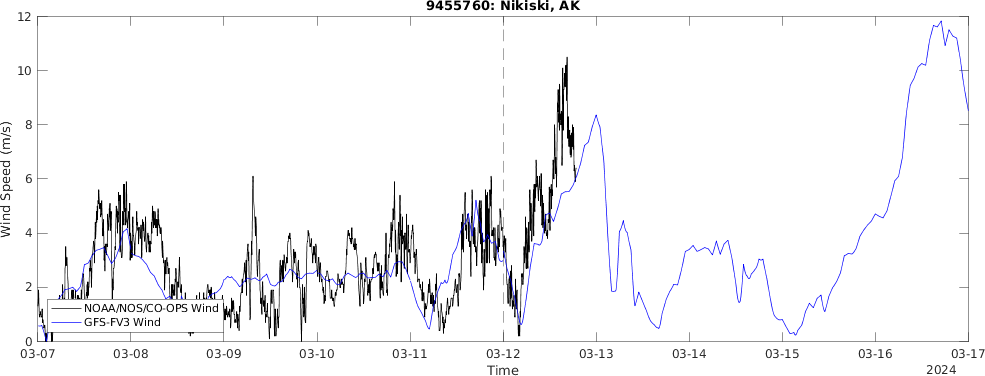 9455760: Nikiski, AK
12
10
8
6
4
2
0
Wind Speed (m/s)
NOAA/NOS/CO-OPS Wind
GFS-FV3 Wind
03-07 03-08 03-09 03-10 03-11 03-12 03-13 03-14 03-15 03-16 03-17
Time
2024